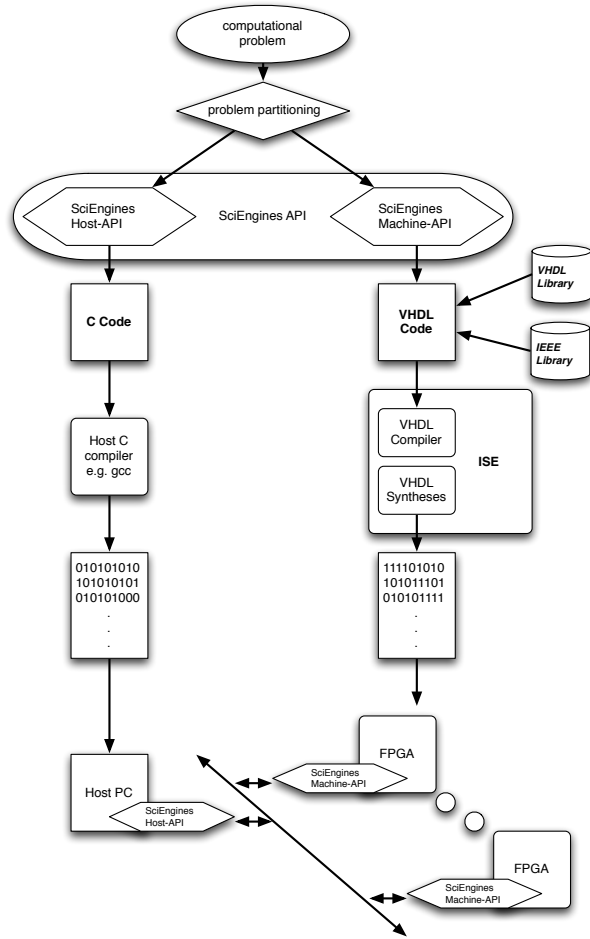 computational
problem
problem partitioning
SciEngines
Host-API
SciEngines API
SciEngines
Machine-API
C Code
VHDL
Code
VHDL
Library
IEEE
Library
Host C
compiler
e.g. gcc
VHDL
Compiler
ISE
VHDL
Syntheses
010101010
101010101
010101000
.
.
.
111101010
101011101
010101111
.
.
.
FPGA
SciEngines
Machine-API
Host PC
SciEngines
Host-API
FPGA
SciEngines
Machine-API